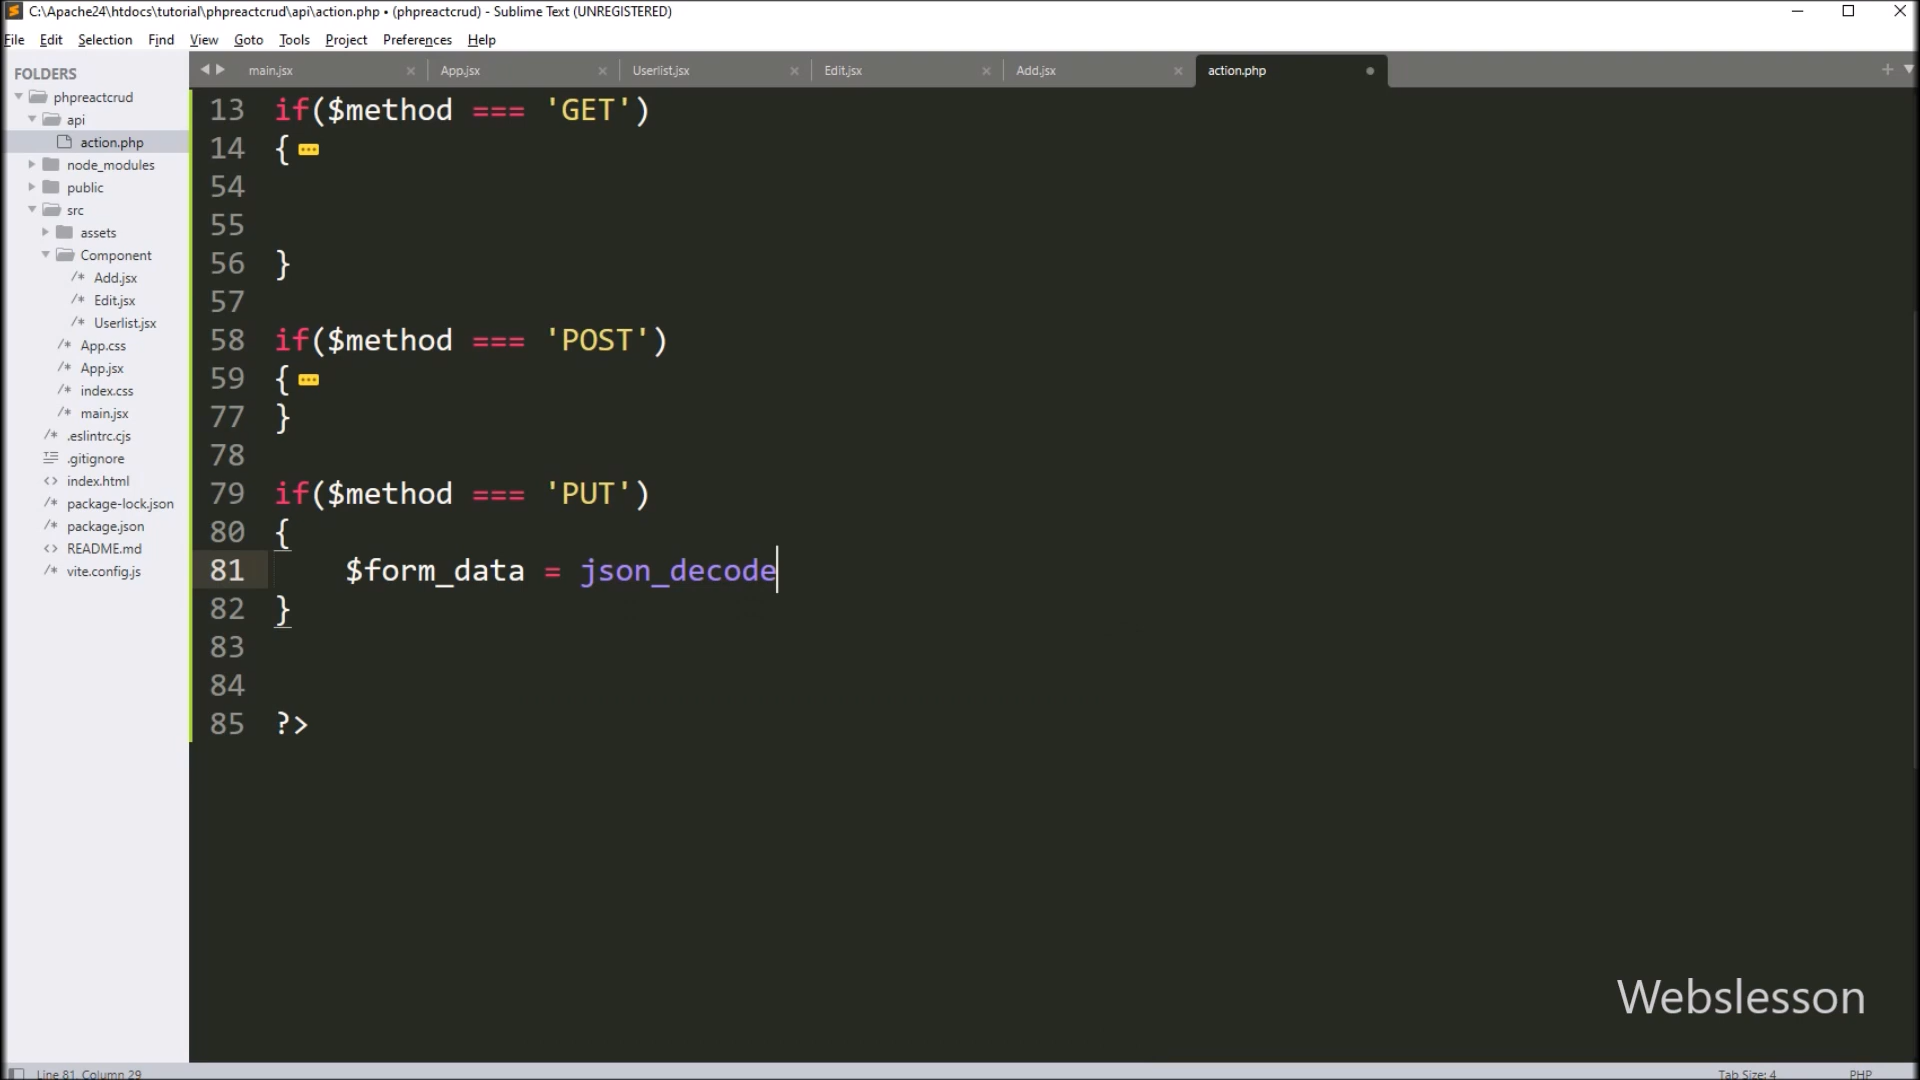 C:\Apache24\htdocs\tutorial\phpreactcrud\api\action.php • (phpreactcrud) - Sublime Text (UNREGISTERED)
File Edit Selection Find View Goto Tools Project Preferences Help
FOLDERS
phpreactcrud
api
action.php
node_modules
public
src
assets
Component
/* Add.jsx
/* Edit.jsx
/* Userlist.jsx
/* App.css
/* App.jsx
/* index.css
/* main.jsx
/* .eslintrc.cjs
.gitignore
<> index.html
/* package-lock.json
/* package.json
<> README.md
/* vite.config.js
main.jsx App.jsx Userlist.jsx Edit.jsx Add.jsx action.php
13 if($method === 'GET')
14 {
54
55
56 }
57
58 if($method === 'POST')
59 {
77 }
78
79 if($method === 'PUT')
80 {
81 $form_data = json_decode
82 }
83
84
85 ?>
Webslesson
Line 81, Column 29 Tab Size: 4 PHP